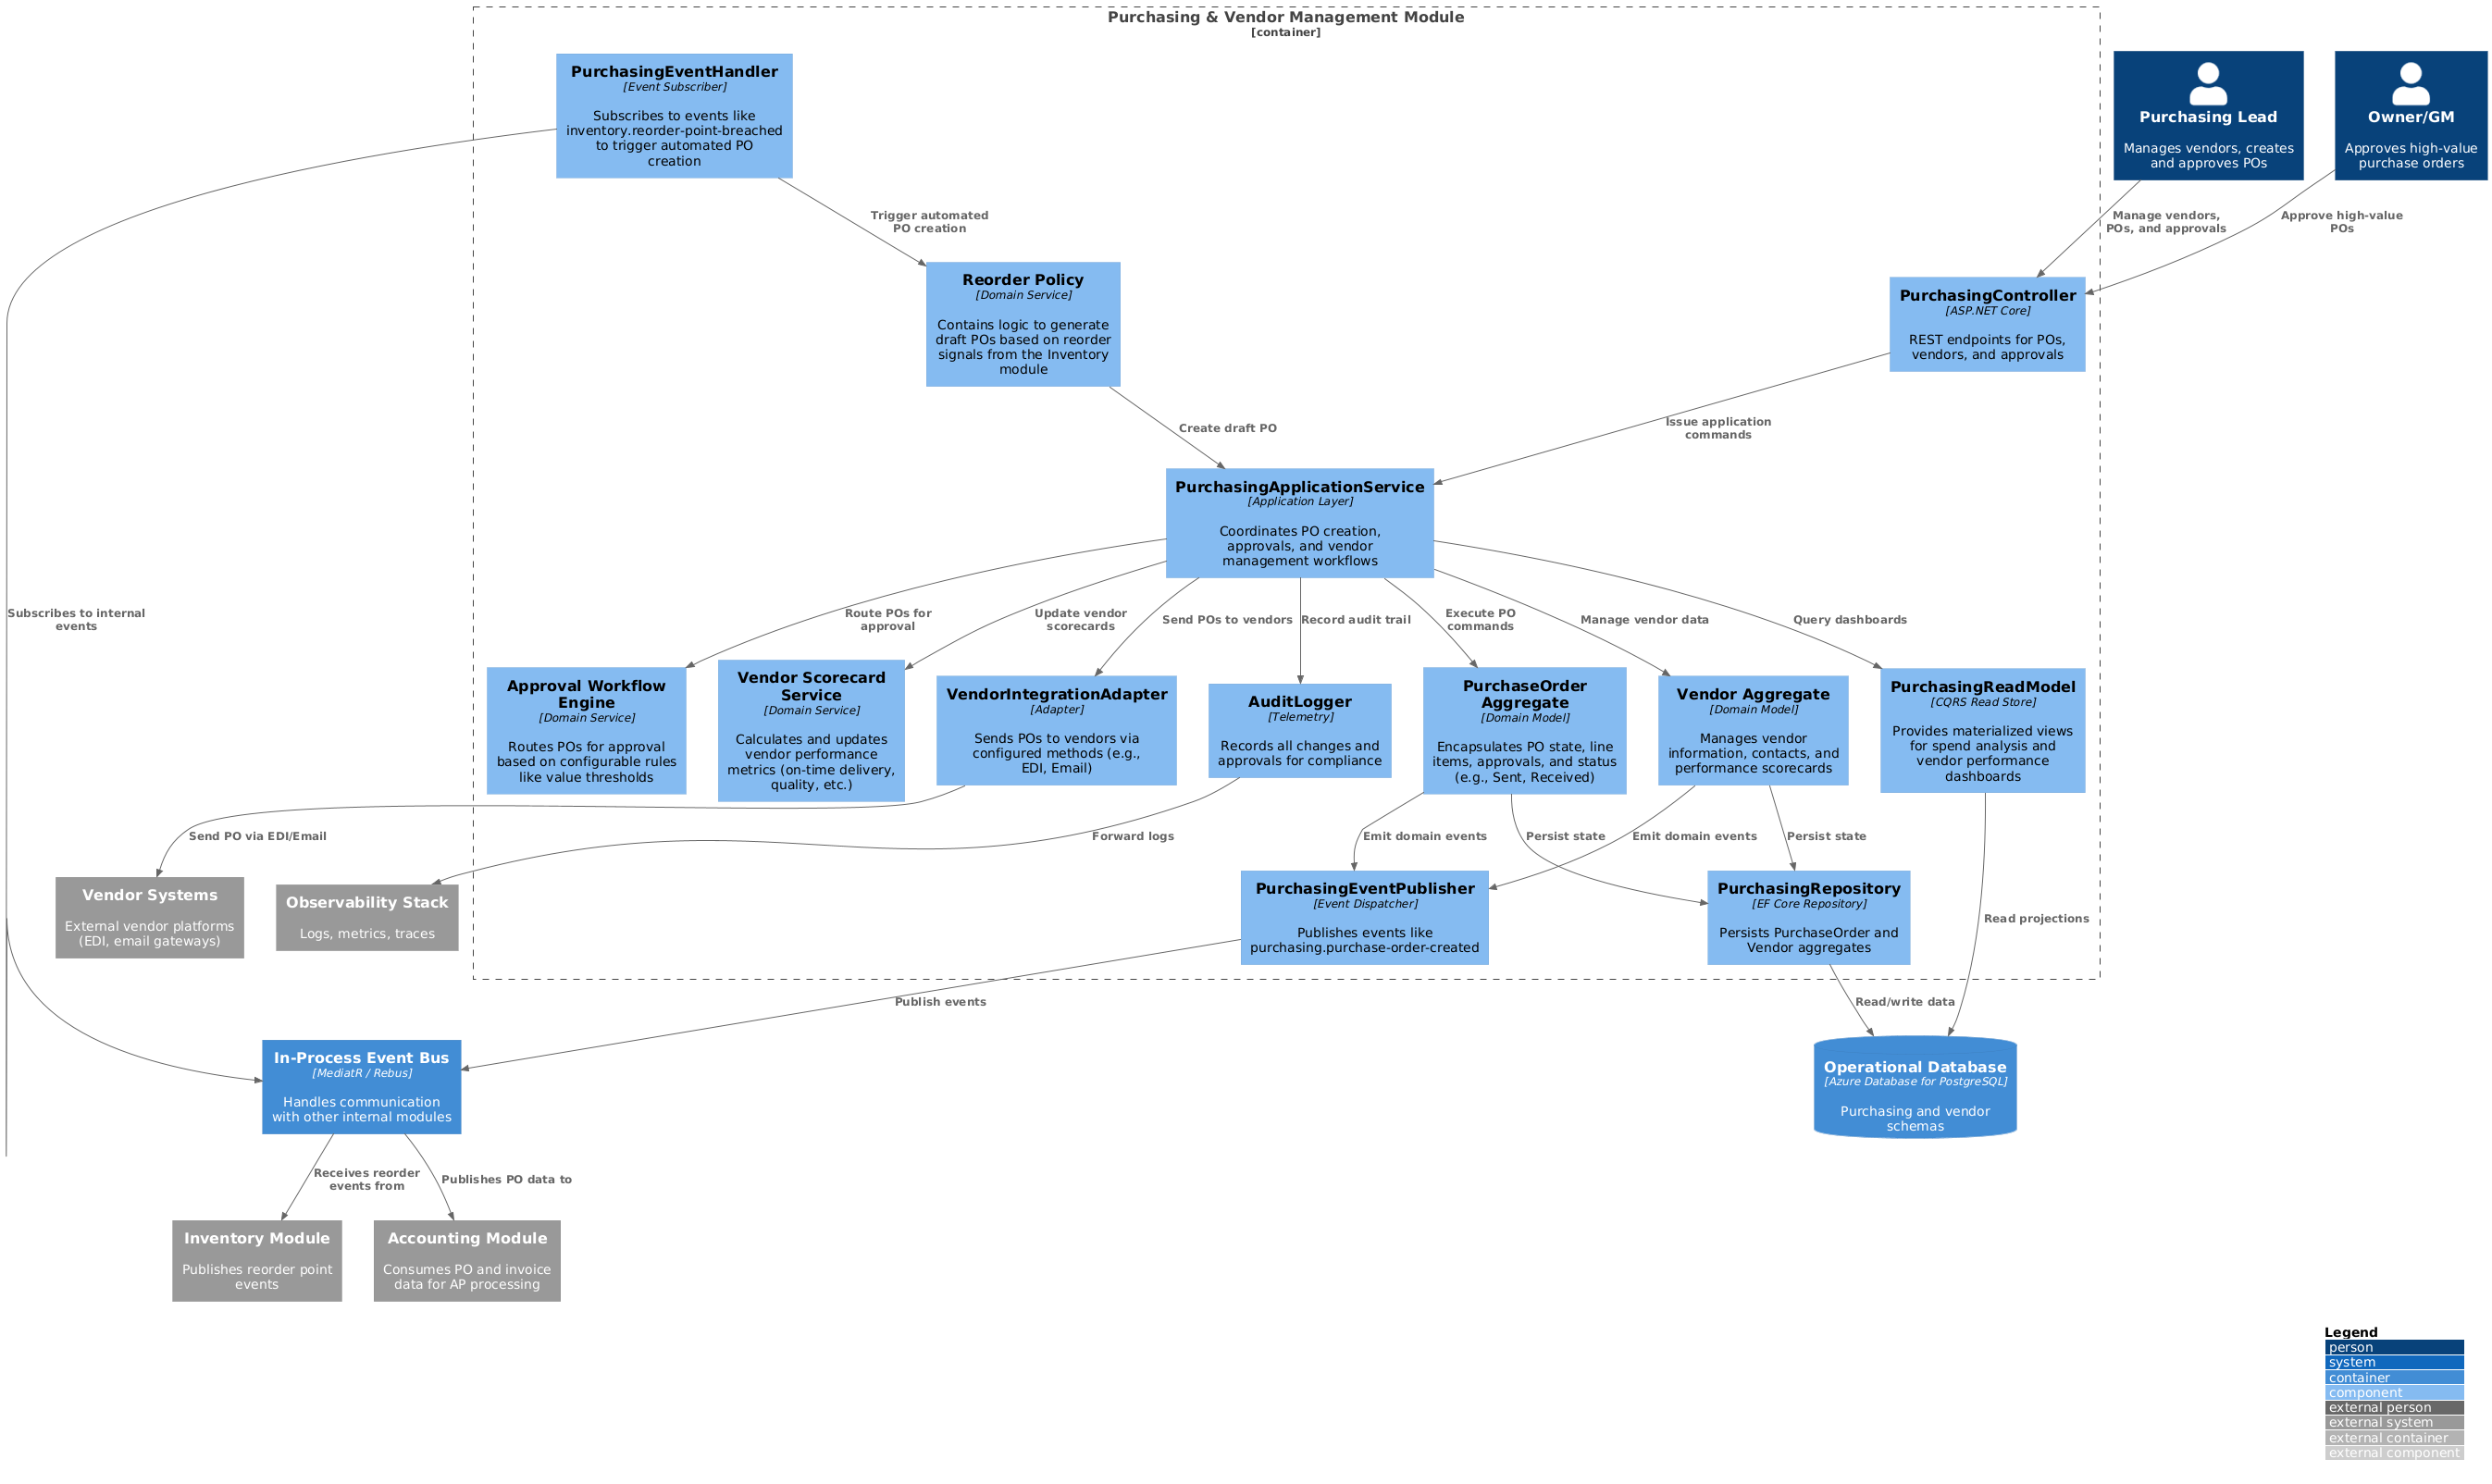 Purchasing & Vendor Management Module
[container]
PurchasingEventHandler
[Event Subscriber]
Subscribes to events like
inventory.reorder-point-breached
to trigger automated PO
creation
Purchasing Lead
Manages vendors, creates
and approves POs
Owner/GM
Approves high-value
purchase orders
Trigger automated
PO creation
Manage vendors,
POs, and approvals
Approve high-value
POs
Reorder Policy
[Domain Service]
Contains logic to generate
draft POs based on reorder
signals from the Inventory
module
PurchasingController
[ASP.NET Core]
REST endpoints for POs,
vendors, and approvals
Create draft PO
Issue application
commands
PurchasingApplicationService
[Application Layer]
Coordinates PO creation,
approvals, and vendor
management workflows
Subscribes to internal
events
Route POs for
approval
Update vendor
scorecards
Send POs to vendors
Record audit trail
Execute PO
commands
Manage vendor data
Query dashboards
Approval Workflow
Engine
[Domain Service]
Routes POs for approval
based on configurable rules
like value thresholds
Vendor Scorecard
Service
[Domain Service]
Calculates and updates
vendor performance
metrics (on-time delivery,
quality, etc.)
VendorIntegrationAdapter
[Adapter]
Sends POs to vendors via
configured methods (e.g.,
EDI, Email)
AuditLogger
[Telemetry]
Records all changes and
approvals for compliance
PurchaseOrder
Aggregate
[Domain Model]
Encapsulates PO state, line
items, approvals, and status
(e.g., Sent, Received)
Vendor Aggregate
[Domain Model]
Manages vendor
information, contacts, and
performance scorecards
PurchasingReadModel
[CQRS Read Store]
Provides materialized views
for spend analysis and
vendor performance
dashboards
Send PO via EDI/Email
Forward logs
Emit domain events
Persist state
Emit domain events
Persist state
Vendor Systems
External vendor platforms
(EDI, email gateways)
Observability Stack
Logs, metrics, traces
PurchasingEventPublisher
[Event Dispatcher]
Publishes events like
purchasing.purchase-order-created
PurchasingRepository
[EF Core Repository]
Persists PurchaseOrder and
Vendor aggregates
Read projections
Publish events
Read/write data
In-Process Event Bus
[MediatR / Rebus]
Handles communication
with other internal modules
Operational Database
[Azure Database for PostgreSQL]
Purchasing and vendor
schemas
Receives reorder
events from
Publishes PO data to
Inventory Module
Publishes reorder point
events
Accounting Module
Consumes PO and invoice
data for AP processing
Legend
person
system
container
component
external person
external system
external container
external component